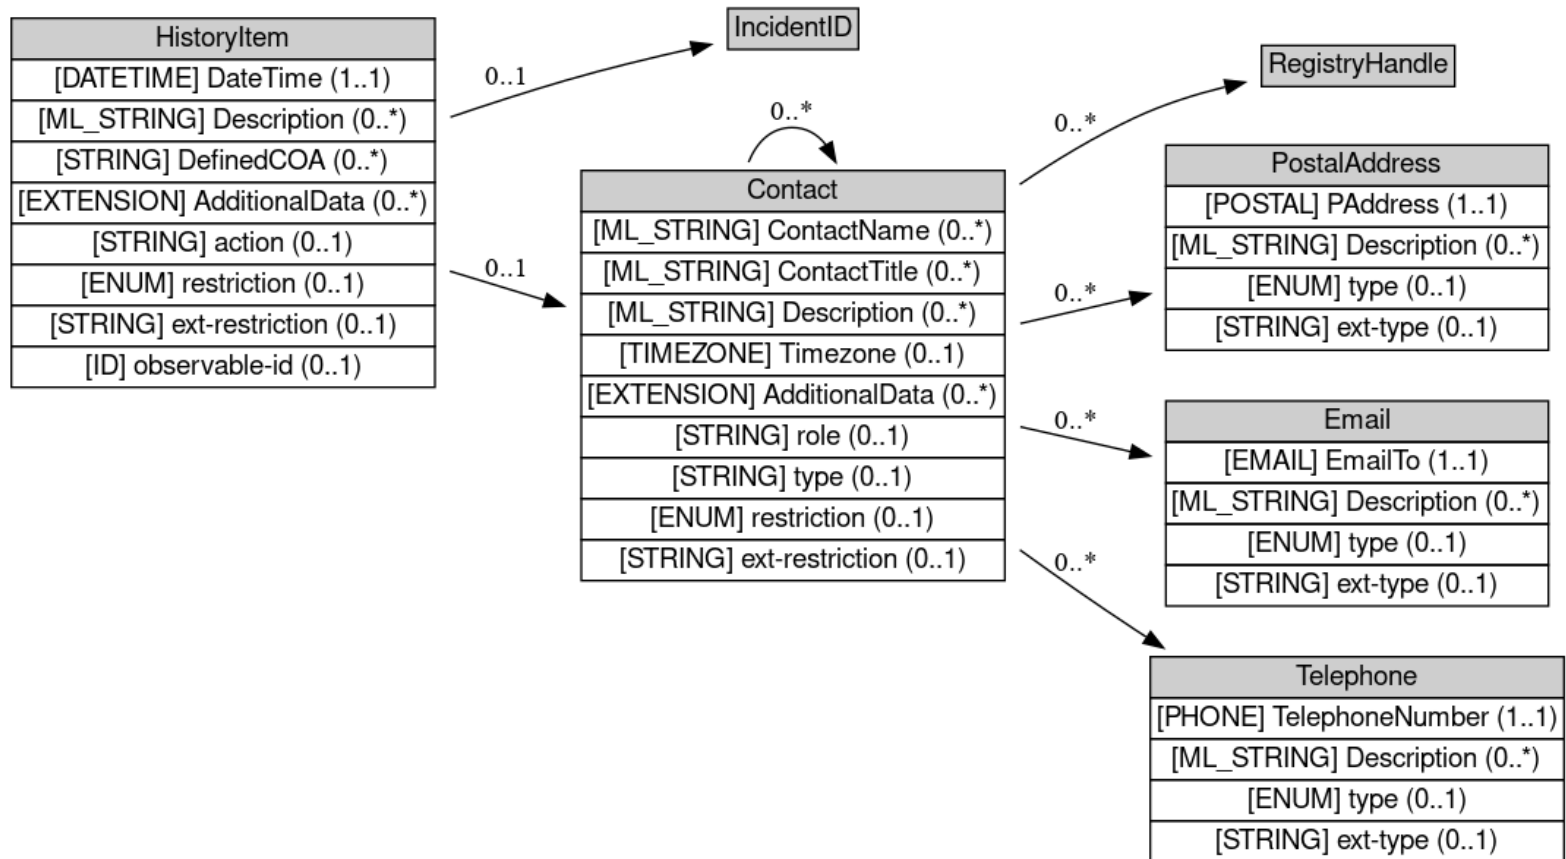 HistoryItem
[DATETIME] DateTime (1..1)
[ML_STRING] Description (0..*)
[STRING] DefinedCOA (0..*)
[EXTENSION] AdditionalData (0..*)
[STRING] action (0..1)
[ENUM] restriction (0..1)
[STRING] ext-restriction (0..1)
[ID] observable-id (0..1)
0..1
0..1
IncidentID
0..*
Contact
[ML_STRING] ContactName (0..*)
[ML_STRING] ContactTitle (0..*)
[ML_STRING] Description (0..*)
[TIMEZONE] Timezone (0..1)
[EXTENSION] AdditionalData (0..*)
[STRING] role (0..1)
[STRING] type (0..1)
[ENUM] restriction (0..1)
[STRING] ext-restriction (0..1)
0..*
0..*
0..*
0..*
RegistryHandle
PostalAddress
[POSTAL] PAddress (1..1)
[ML_STRING] Description (0..*)
[ENUM] type (0..1)
[STRING] ext-type (0..1)
Email
[EMAIL] EmailTo (1..1)
[ML_STRING] Description (0..*)
[ENUM] type (0..1)
[STRING] ext-type (0..1)
Telephone
[PHONE] TelephoneNumber (1..1)
[ML_STRING] Description (0..*)
[ENUM] type (0..1)
[STRING] ext-type (0..1)